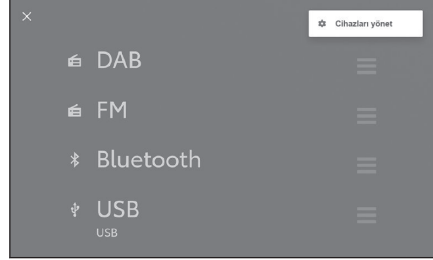 Cihazları yönet
DAB
FM
Bluetooth
USB
USB